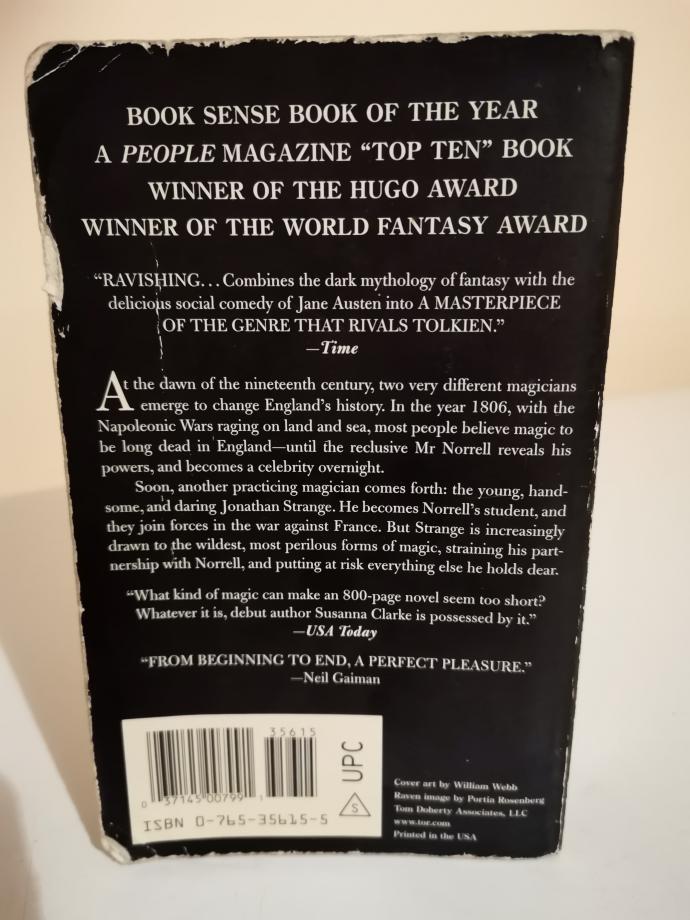 BOOK SENSE BOOK OF THE YEAR
A PEOPLE MAGAZINE “TOP TEN” BOOK
WINNER OF THE HUGO AWARD
WINNER OF THE WORLD FANTASY AWARD
“RAVISHING... Combines the dark mythology of fantasy with the
delicious social comedy of Jane Austen into A MASTERPIECE
OF THE GENRE THAT RIVALS TOLKIEN.”
—Time
At the dawn of the nineteenth century, two very different magicians
emerge to change England’s history. In the year 1806, with the
Napoleonic Wars raging on land and sea, most people believe magic to
be long dead in England—until the reclusive Mr Norrell reveals his
powers, and becomes a celebrity overnight.
Soon, another practicing magician comes forth: the young, hand-
some, and daring Jonathan Strange. He becomes Norrell’s student, and
they join forces in the war against France. But Strange is increasingly
drawn to the wildest, most perilous forms of magic, straining his part-
nership with Norrell, and putting at risk everything else he holds dear.
“What kind of magic can make an 800-page novel seem too short?
Whatever it is, debut author Susanna Clarke is possessed by it.”
—USA Today
“FROM BEGINNING TO END, A PERFECT PLEASURE.”
—Neil Gaiman
35615
0 37145 00799 1
ISBN 0-765-35615-5
UPC
S
Cover art by William Webb
Raven image by Portia Rosenberg
Tom Doherty Associates, LLC
www.tor.com
Printed in the USA